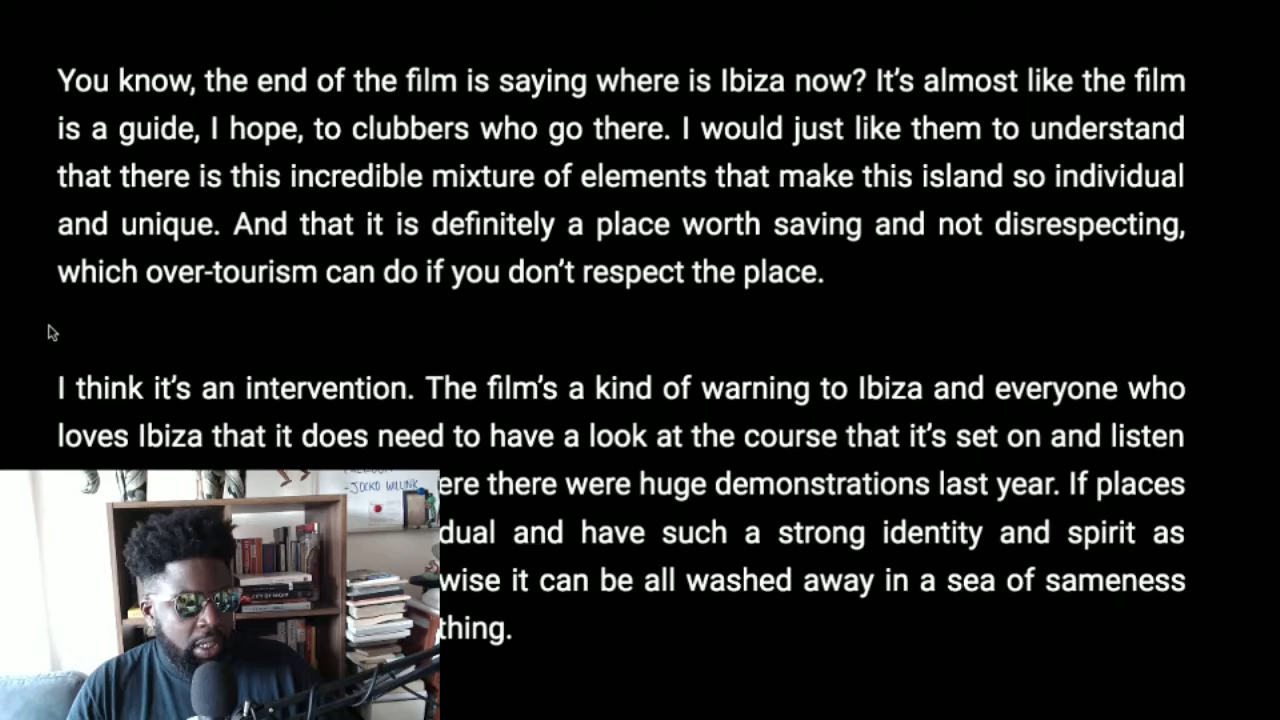 You know, the end of the film is saying where is Ibiza now? It’s almost like the film
is a guide, I hope, to clubbers who go there. I would just like them to understand
that there is this incredible mixture of elements that make this island so individual
and unique. And that it is definitely a place worth saving and not disrespecting,
which over-tourism can do if you don’t respect the place.
I think it’s an intervention. The film’s a kind of warning to Ibiza and everyone who
loves Ibiza that it does need to have a look at the course that it’s set on and listen
there were huge demonstrations last year. If places
and have such a strong identity and spirit as
it can be all washed away in a sea of sameness
-JOCKO WILLINK